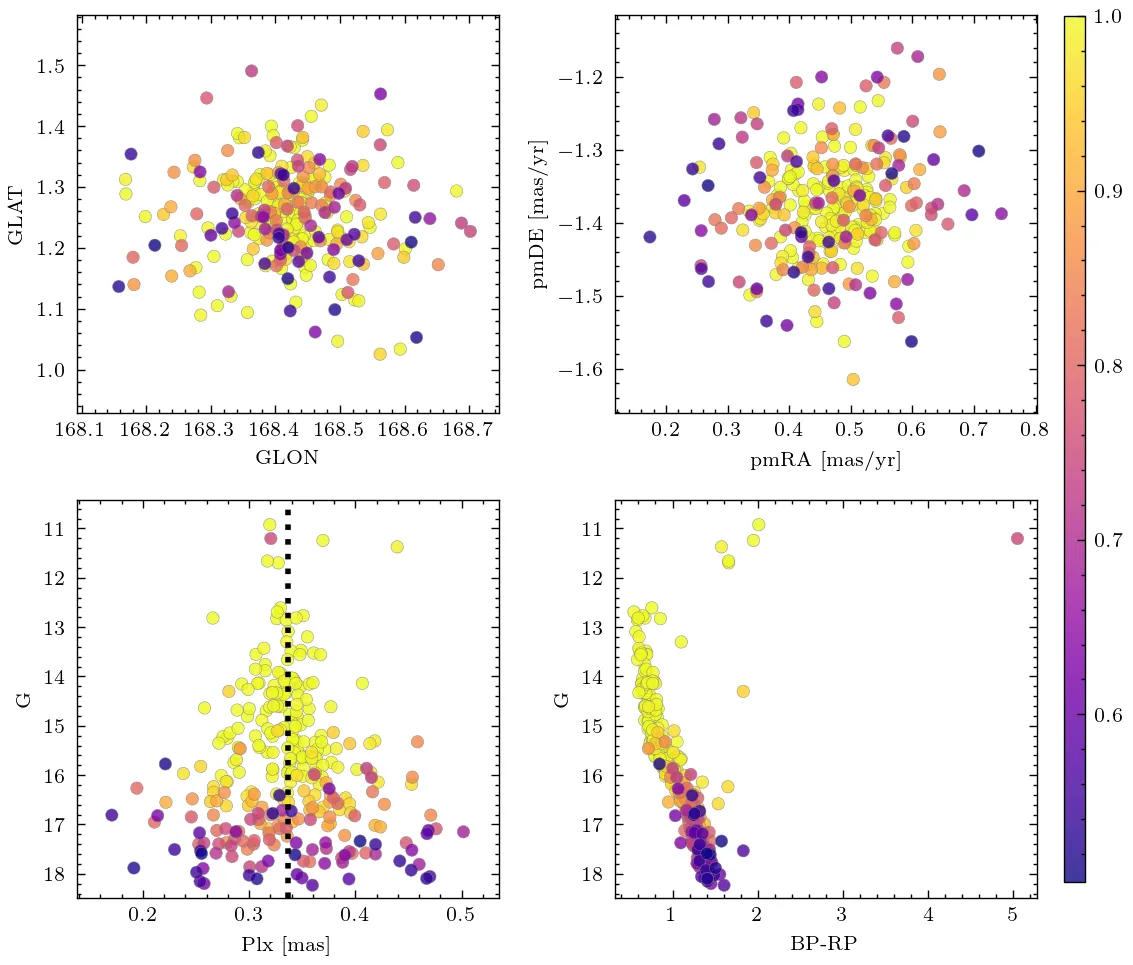 1.5
1.4
1.3
1.2
1.1
1.0
GLAT
168.1 168.2 168.3 168.4 168.5 168.6 168.7
GLON
−1.2
−1.3
−1.4
−1.5
−1.6
pmDE [mas/yr]
0.2 0.3 0.4 0.5 0.6 0.7 0.8
pmRA [mas/yr]
1.0
0.9
0.8
0.7
0.6
11
12
13
14
15
16
17
18
G
0.2 0.3 0.4 0.5
Plx [mas]
11
12
13
14
15
16
17
18
G
1 2 3 4 5
BP-RP